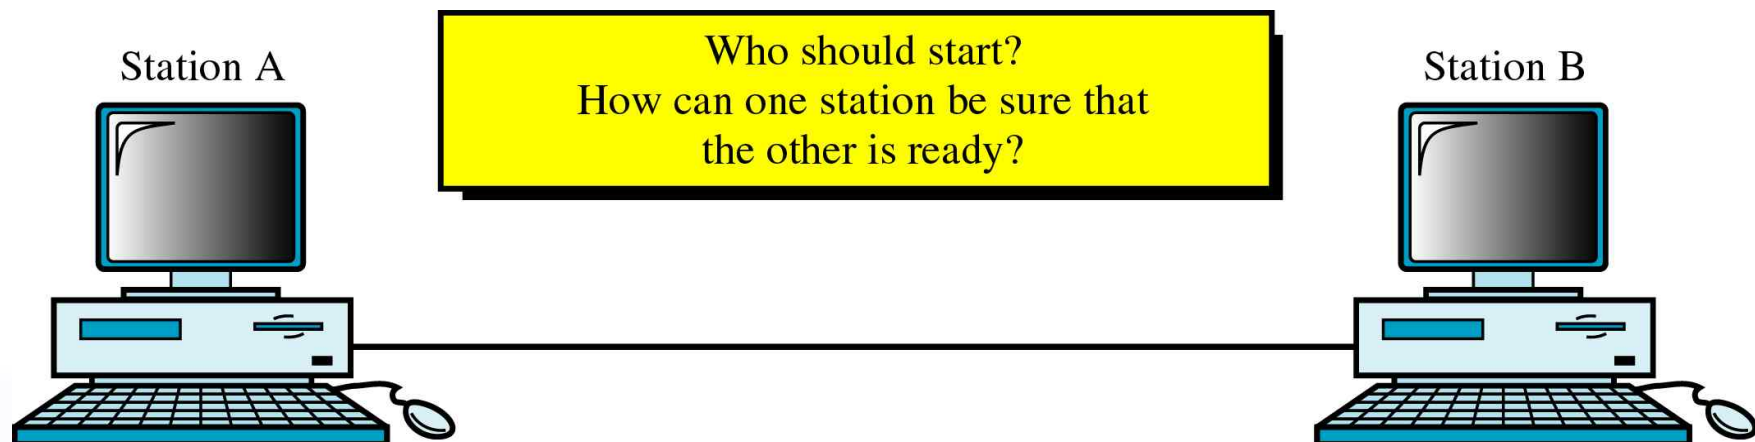 Station A
Who should start?
How can one station be sure that
the other is ready?
Station B